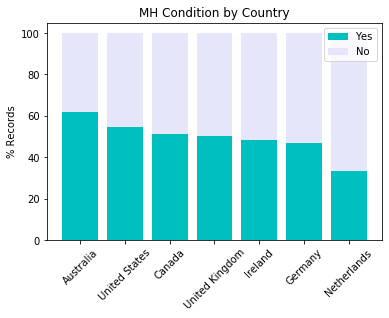 MH Condition by Country
Yes
No
% Records
100
80
60
40
20
0
Australia
United States
Canada
United Kingdom
Ireland
Germany
Netherlands